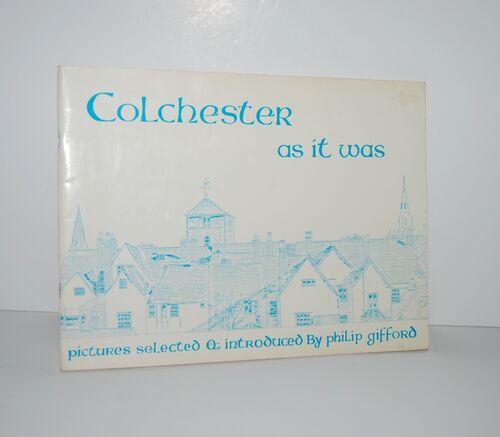 Colchester
as it was
pictures selected & introduced By philip gifford